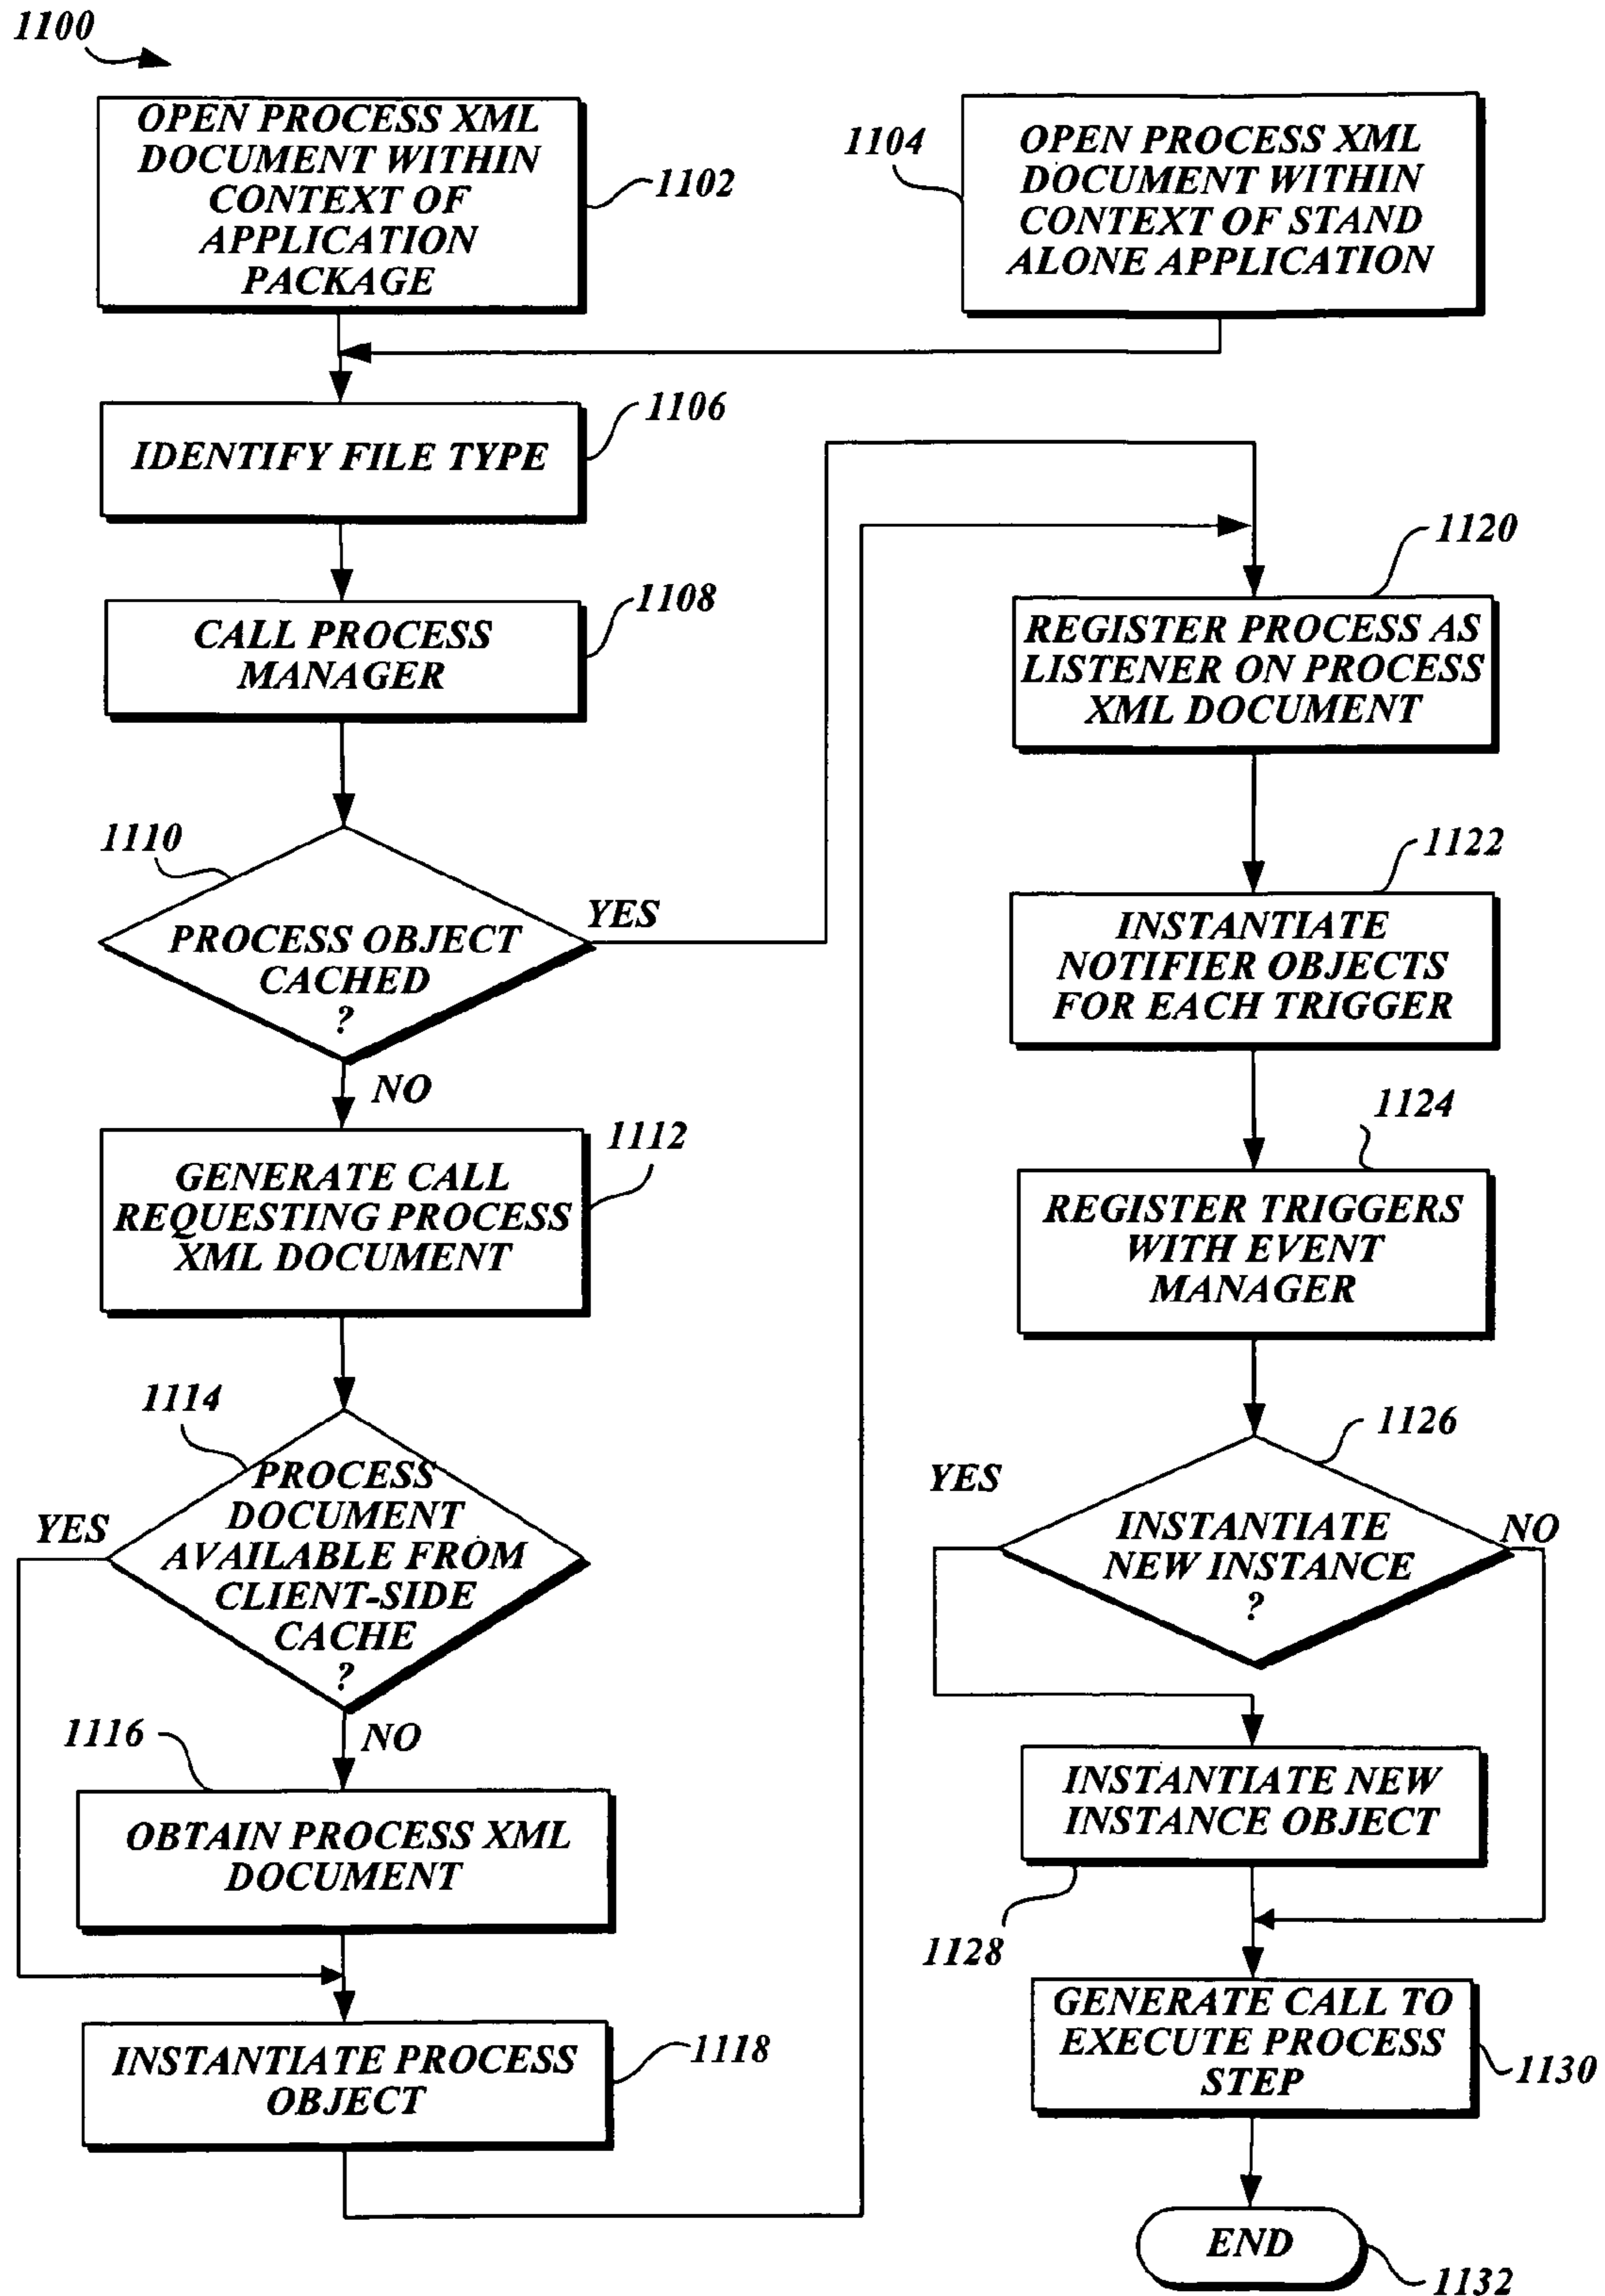 1100
OPEN PROCESS XML
DOCUMENT WITHIN
CONTEXT OF
APPLICATION
PACKAGE
1102
1104
OPEN PROCESS XML
DOCUMENT WITHIN
CONTEXT OF STAND
ALONE APPLICATION
IDENTIFY FILE TYPE
1106
CALL PROCESS
MANAGER
1108
1110
PROCESS OBJECT
CACHED
?
YES
NO
GENERATE CALL
REQUESTING PROCESS
XML DOCUMENT
1112
1114
PROCESS
DOCUMENT
AVAILABLE FROM
CLIENT-SIDE
CACHE
?
YES
NO
1116
OBTAIN PROCESS XML
DOCUMENT
INSTANTIATE PROCESS
OBJECT
1118
1120
REGISTER PROCESS AS
LISTENER ON PROCESS
XML DOCUMENT
1122
INSTANTIATE
NOTIFIER OBJECTS
FOR EACH TRIGGER
1124
REGISTER TRIGGERS
WITH EVENT
MANAGER
1126
YES
INSTANTIATE
NEW INSTANCE
?
NO
INSTANTIATE NEW
INSTANCE OBJECT
1128
GENERATE CALL TO
EXECUTE PROCESS
STEP
1130
END
1132